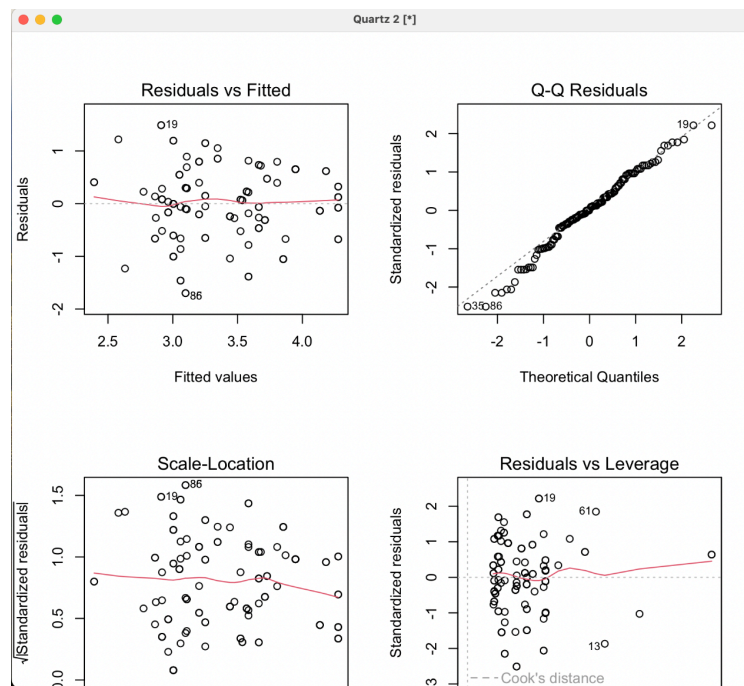 Quartz 2 [*]
Residuals vs Fitted
Residuals
1
0
-1
-2
19
86
2.5 3.0 3.5 4.0
Fitted values
Q-Q Residuals
Standardized residuals
2
1
0
-1
-2
19
35 86
-2 -1 0 1 2
Theoretical Quantiles
Scale-Location
√|Standardized residuals|
1.5
1.0
0.5
0.0
86
19
Residuals vs Leverage
Standardized residuals
2
1
0
-1
-2
-3
19
61
13
Cook's distance